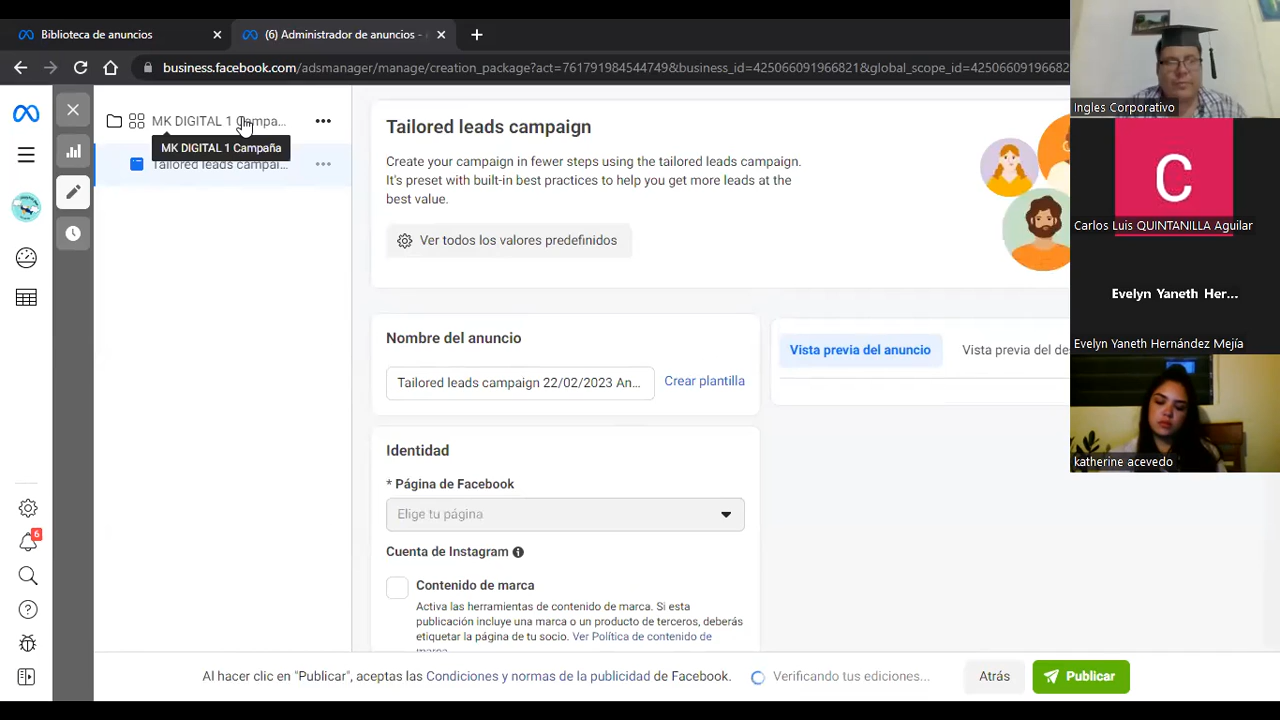 Biblioteca de anuncios
(6) Administrador de anuncios -
business.facebook.com/adsmanager/manage/creation_package?act=761791984544749&business_id=425066091966821&global_scope_id=425066091966821
MK DIGITAL 1 Campa...
MK DIGITAL 1 Campaña
Tailored leads campai...
Tailored leads campaign
Create your campaign in fewer steps using the tailored leads campaign.
It's preset with built-in best practices to help you get more leads at the
best value.
Ver todos los valores predefinidos
Nombre del anuncio
Tailored leads campaign 22/02/2023 An...
Crear plantilla
Vista previa del anuncio
Vista previa del de
Identidad
* Página de Facebook
Elige tu página
Cuenta de Instagram
Contenido de marca
Activa las herramientas de contenido de marca. Si esta
publicación incluye una marca o un producto de terceros, deberás
etiquetar la página de tu socio. Ver Política de contenido de
marca
6
Al hacer clic en "Publicar", aceptas las Condiciones y normas de la publicidad de Facebook.
Verificando tus ediciones...
Atrás
Publicar
Ingles Corporativo
C
Carlos Luis QUINTANILLA Aguilar
Evelyn Yaneth Her...
Evelyn Yaneth Hernández Mejía
katherine acevedo